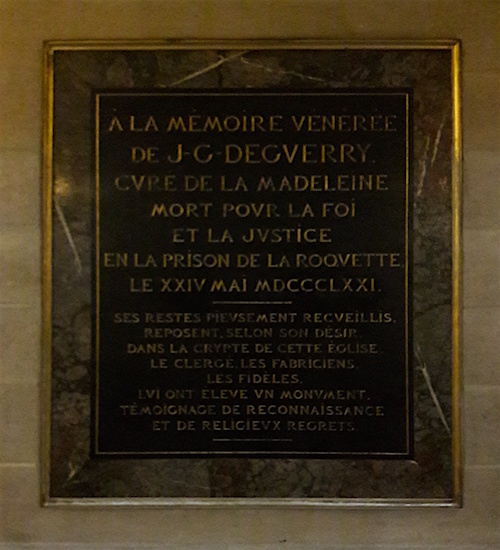 À LA MÉMOIRE VÉNÉRÉE
DE J-G-DEGVERRY.
CVRÉ DE LA MADELEINE
MORT POVR LA FOI
ET LA JVSTICE
EN LA PRISON DE LA ROQVETTE,
LE XXIV MAI MDCCCLXXI.
SES RESTES PIEVSEMENT RECVEILLIS,
REPOSENT, SELON SON DÉSIR,
DANS LA CRYPTE DE CETTE ÉGLISE.
LE CLERGÉ, LES FABRICIENS,
LES FIDÈLES,
LVI ONT ÉLEVÉ VN MONVMENT,
TÉMOIGNAGE DE RECONNAISSANCE
ET DE RELIGIEVX REGRETS